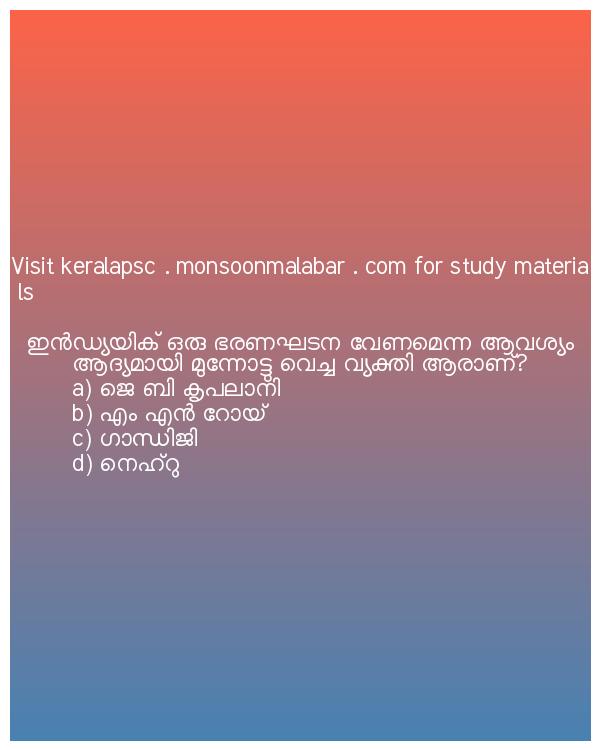 Visit keralapsc . monsoonmalabar . com for study materia
ls
ഇൻഡ്യയിക് ഒരു ഭരണഘടന വേണമെന്ന ആവശ്യം
ആദ്യമായി മുന്നോട്ടു വെച്ച വ്യക്തി ആരാണ്?
a) ജെ ബി കൃപലാനി
b) എം എൻ റോയ്
c) ഗാന്ധിജി
d) നെഹ്റു